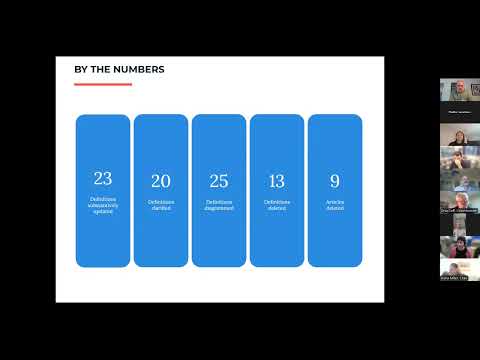 BY THE NUMBERS
23
Definitions
substantively
updated
20
Definitions
clarified
25
Definitions
diagrammed
13
Definitions
deleted
9
Articles
deleted